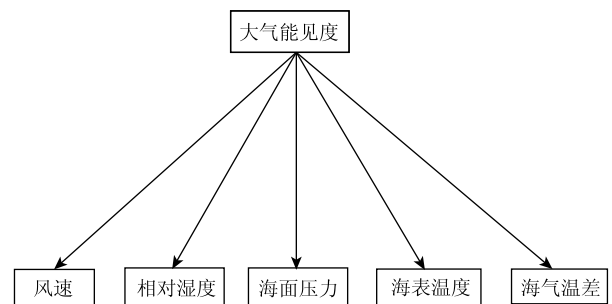 大气能见度
风速
相对湿度
海面压力
海表温度
海气温差